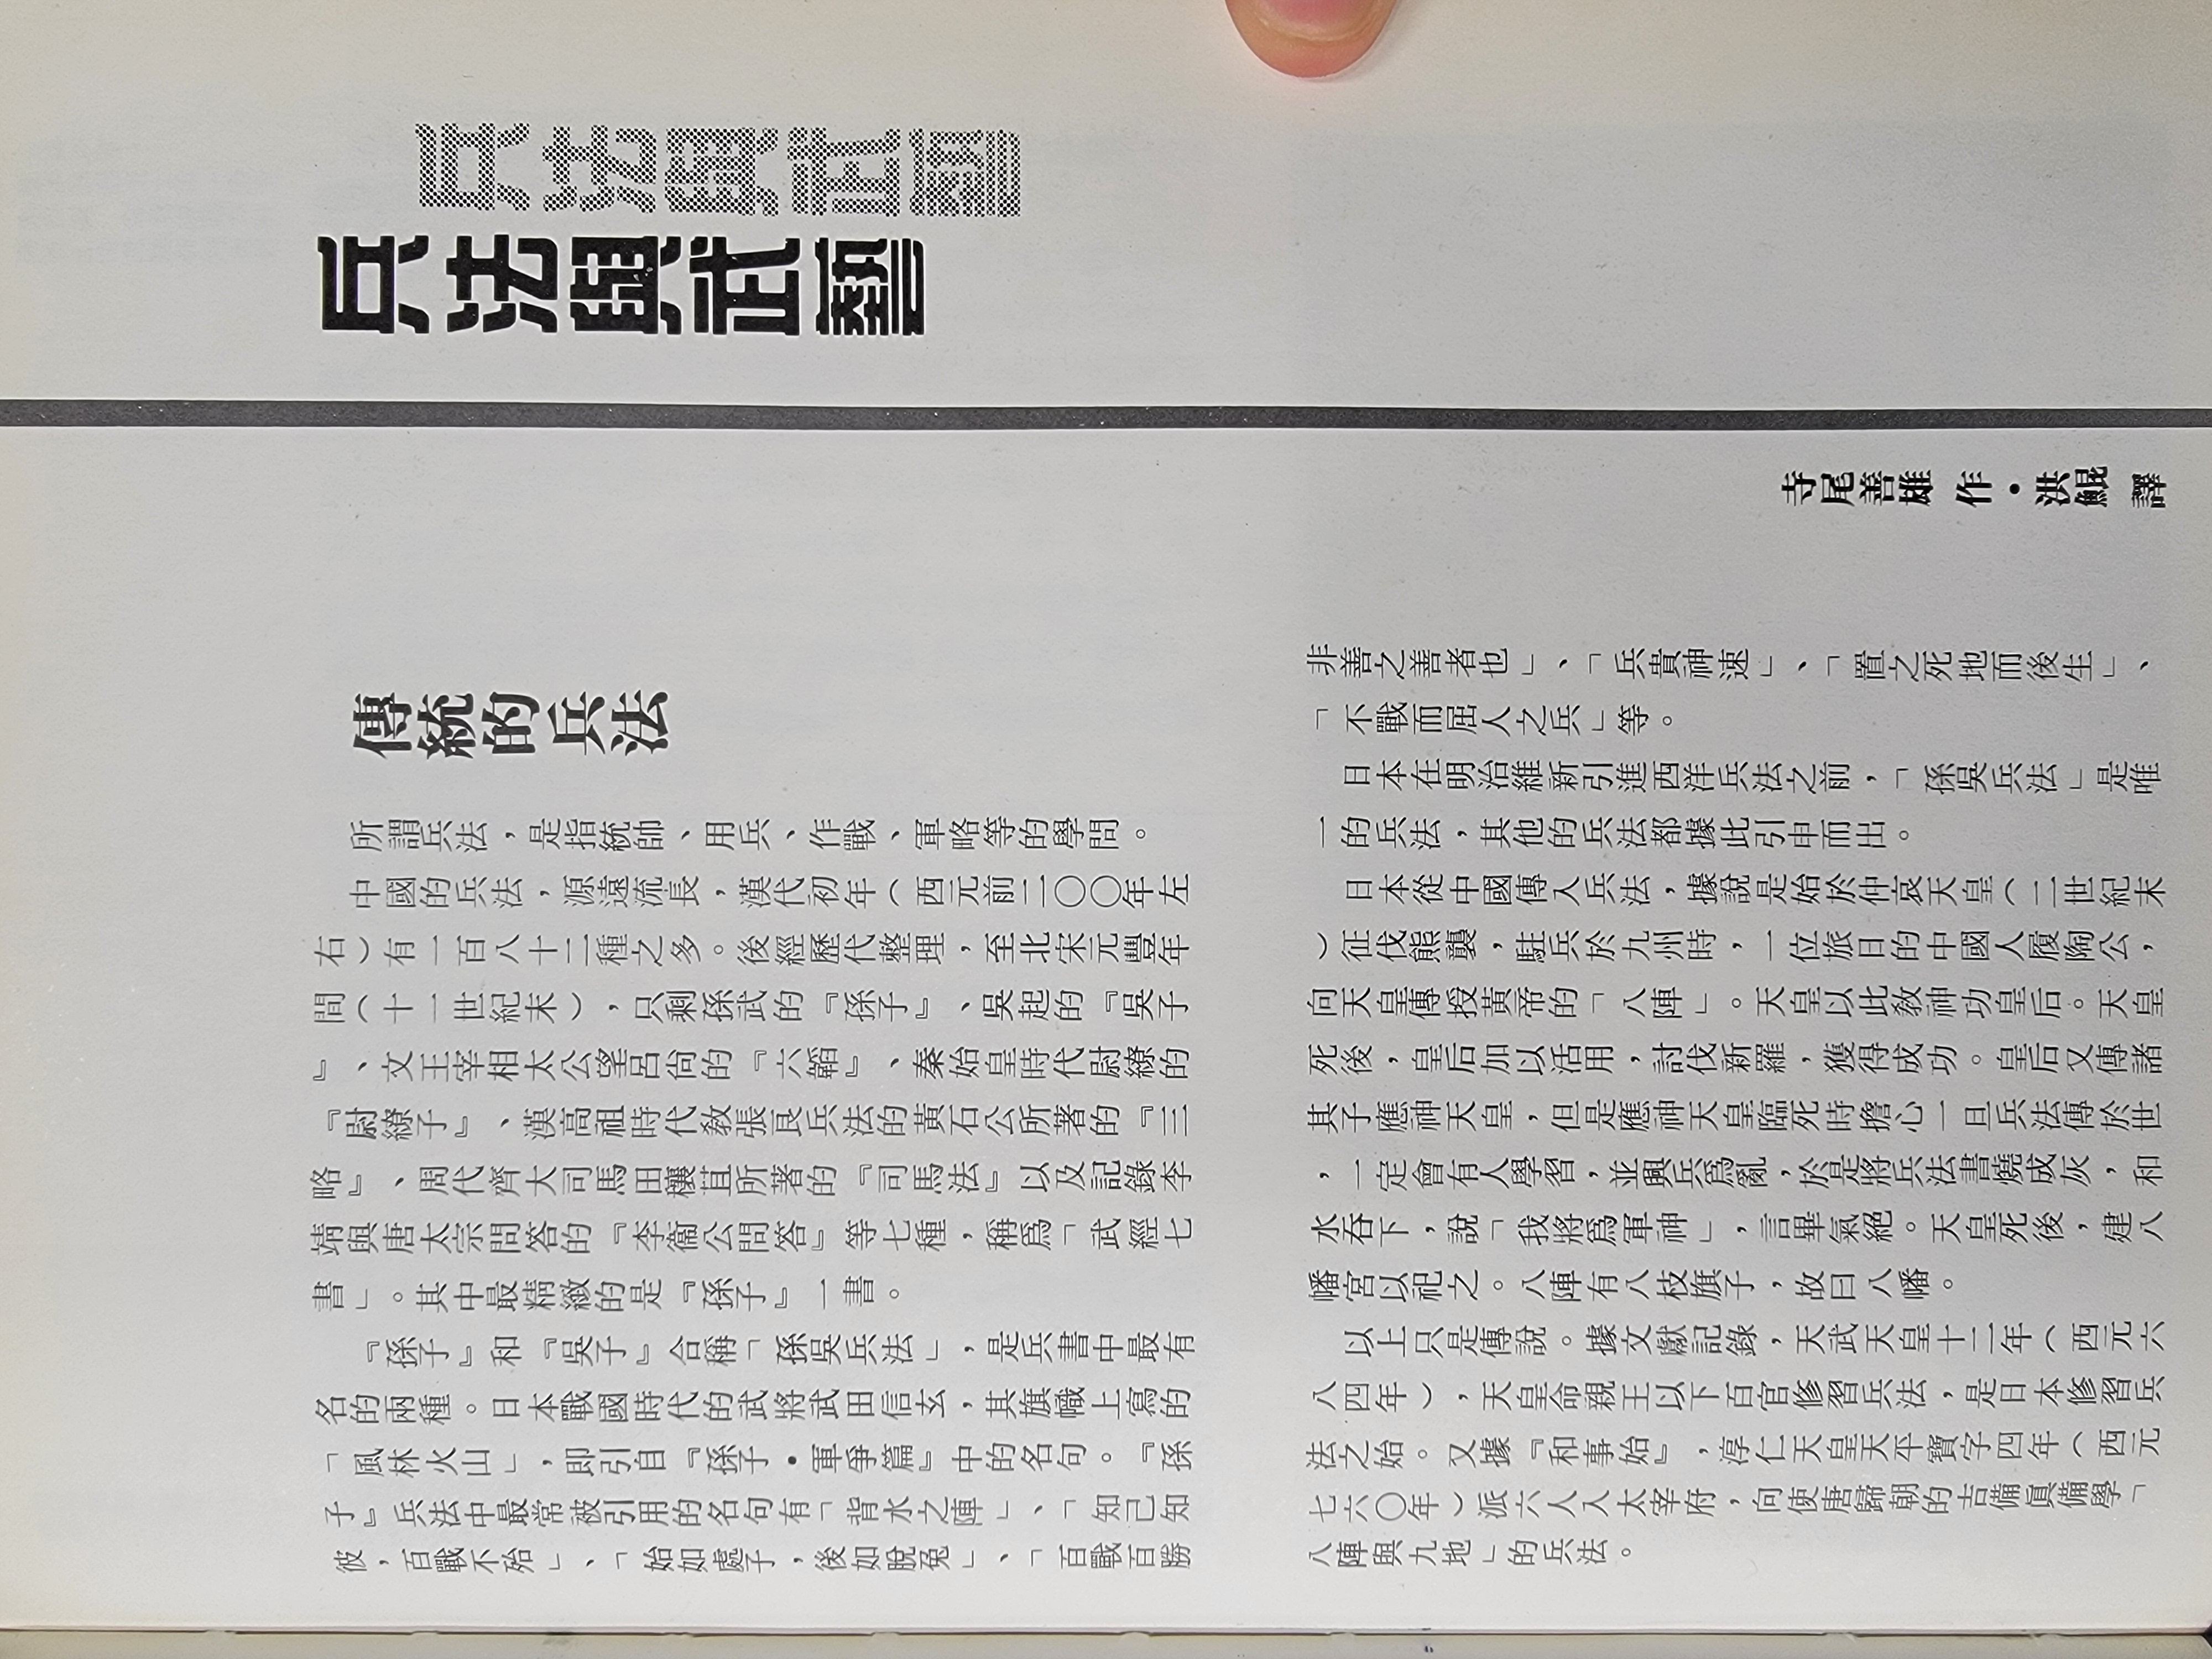 兵法與武藝
兵法與武藝
寺尾善雄 作・洪鯤 譯
傳統的兵法
所謂兵法，是指統帥、用兵、作戰、軍略等的學問。
中國的兵法，源遠流長，漢代初年（西元前二〇〇年左
右）有一百八十二種之多。後經歷代整理，至北宋元豐年
間（十一世紀末），只剩孫武的『孫子』、吳起的『吳子
』、文王宰相太公望呂尙的『六韜』、秦始皇時代尉繚的
『尉繚子』、漢高祖時代敎張良兵法的黃石公所著的『三
略』、周代齊大司馬田穰苴所著的『司馬法』以及記錄李
靖與唐太宗問答的『李衞公問答』等七種，稱爲「武經七
書」。其中最精緻的是『孫子』一書。
『孫子』和『吳子』合稱「孫吳兵法」，是兵書中最有
名的兩種。日本戰國時代的武將武田信玄，其旗幟上寫的
「風林火山」，即引自『孫子・軍爭篇』中的名句。『孫
子』兵法中最常被引用的名句有「背水之陣」、「知己知
彼，百戰不殆」、「始如處子，後如脫兔」、「百戰百勝
非善之善者也」、「兵貴神速」、「置之死地而後生」、
「不戰而屈人之兵」等。
日本在明治維新引進西洋兵法之前，「孫吳兵法」是唯
一的兵法，其他的兵法都據此引申而出。
日本從中國傳入兵法，據說是始於仲哀天皇（二世紀末
）征伐熊襲，駐兵於九州時，一位旅日的中國人履陶公，
向天皇傳授黃帝的「八陣」。天皇以此敎神功皇后。天皇
死後，皇后加以活用，討伐新羅，獲得成功。皇后又傳諸
其子應神天皇，但是應神天皇臨死時擔心一旦兵法傳於世
，一定會有人學習，並興兵爲亂，於是將兵法書燒成灰，和
水吞下，說「我將爲軍神」，言畢氣絕。天皇死後，建八
幡宮以祀之。八陣有八枝旗子，故曰八幡。
以上只是傳說。據文獻記錄，天武天皇十二年（西元六
八四年），天皇命親王以下百官修習兵法，是日本修習兵
法之始。又據『和事始』，淳仁天皇天平寶字四年（西元
七六〇年）派六人入太宰府，向使唐歸朝的吉備眞備學「
八陣與九地」的兵法。